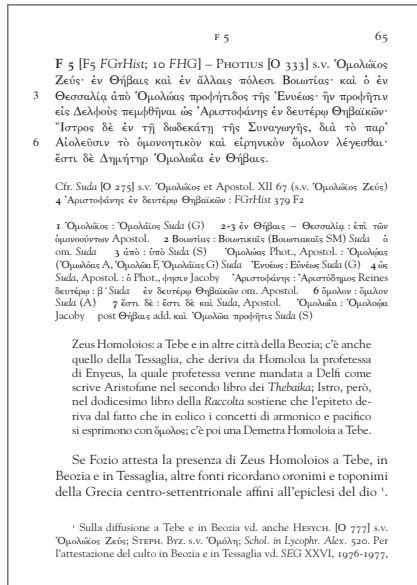 F 5 65
F 5 [F5 FGrHist; 10 FHG] – PHOTIUS [O 333] s.v. Ὁμολώϊος
Ζεύς· ἐν Θήβαις καὶ ἐν ἄλλαις πόλεσι Βοιωτίας· καὶ ὁ ἐν
3 Θεσσαλίᾳ ἀπὸ Ὁμολώας προφήτιδος τῆς Ἐνυέως· ἣν προφῆτιν
εἰς Δελφοὺς πεμφθῆναι ὡς Ἀριστοφάνης ἐν δευτέρῳ Θηβαϊκῶν·
Ἴστρος δὲ ἐν τῇ δωδεκάτῃ τῆς Συναγωγῆς, διὰ τὸ παρ’
6 Αἰολεῦσιν τὸ ὁμονοητικὸν καὶ εἰρηνικὸν ὅμολον λέγεσθαι·
ἔστι δὲ Δημήτηρ Ὁμολωΐα ἐν Θήβαις.
Cfr. Suda [O 275] s.v. Ὁμολώϊος et Apostol. XII 67 (s.v. Ὁμολώϊος Ζεύς)
4 Ἀριστοφάνης ἐν δευτέρῳ Θηβαϊκῶν : FGrHist 379 F2
1 Ὁμολώϊος : Ὁμολάϊος Suda (G) 2-3 ἐν Θήβαις – Θεσσαλίᾳ : ἐπὶ τῶν
ὁμονοούντων Apostol. 2 Βοιωτίας : Βοιωτικαῖς (Βοιωτιακαῖς SM) Suda ὁ
om. Suda 3 ἀπὸ : ὑπὸ Suda (S) Ὁμολώας Phot., Apostol. : Ὁμολῴας
(Ὁμωλόας A, Ὁμολῶα F, Ὁμολάϊας G) Suda Ἐνυέως : Εὐνέως Suda (G) 4 ὡς
Suda, Apostol. : ὁ Phot., φησιν Jacoby Ἀριστοφάνης : Ἀριστόδημος Reines
δευτέρῳ : β´ Suda ἐν δευτέρῳ Θηβαϊκῶν om. Apostol. 6 ὅμολον : ὅμιλον
Suda (A) 7 ἔστι δὲ : ἔστι δὲ καὶ Suda, Apostol. Ὁμολωΐα : Ὁμολῴα
Jacoby post Θήβαις add. καὶ Ὁμολῶα προφῆτις Suda (S)
Zeus Homoloios: a Tebe e in altre città della Beozia; c’è anche
quello della Tessaglia, che deriva da Homoloa la profetessa
di Enyeus, la quale profetessa venne mandata a Delfi come
scrive Aristofane nel secondo libro dei Thebaika; Istro, però,
nel dodicesimo libro della Raccolta sostiene che l’epiteto de-
riva dal fatto che in eolico i concetti di armonico e pacifico
si esprimono con ὅμολος; c’è poi una Demetra Homoloia a Tebe.
Se Fozio attesta la presenza di Zeus Homoloios a Tebe, in
Beozia e in Tessaglia, altre fonti ricordano oronimi e toponimi
della Grecia centro-settentrionale affini all’epiclesi del dio ¹.
¹ Sulla diffusione a Tebe e in Beozia vd. anche HESYCH. [O 777] s.v.
Ὁμολώϊος Ζεύς; STEPH. BYZ. s.v. Ὁμόλη; Schol. in Lycophr. Alex. 520. Per
l’attestazione del culto in Beozia e in Tessaglia vd. SEG XXVI, 1976-1977,